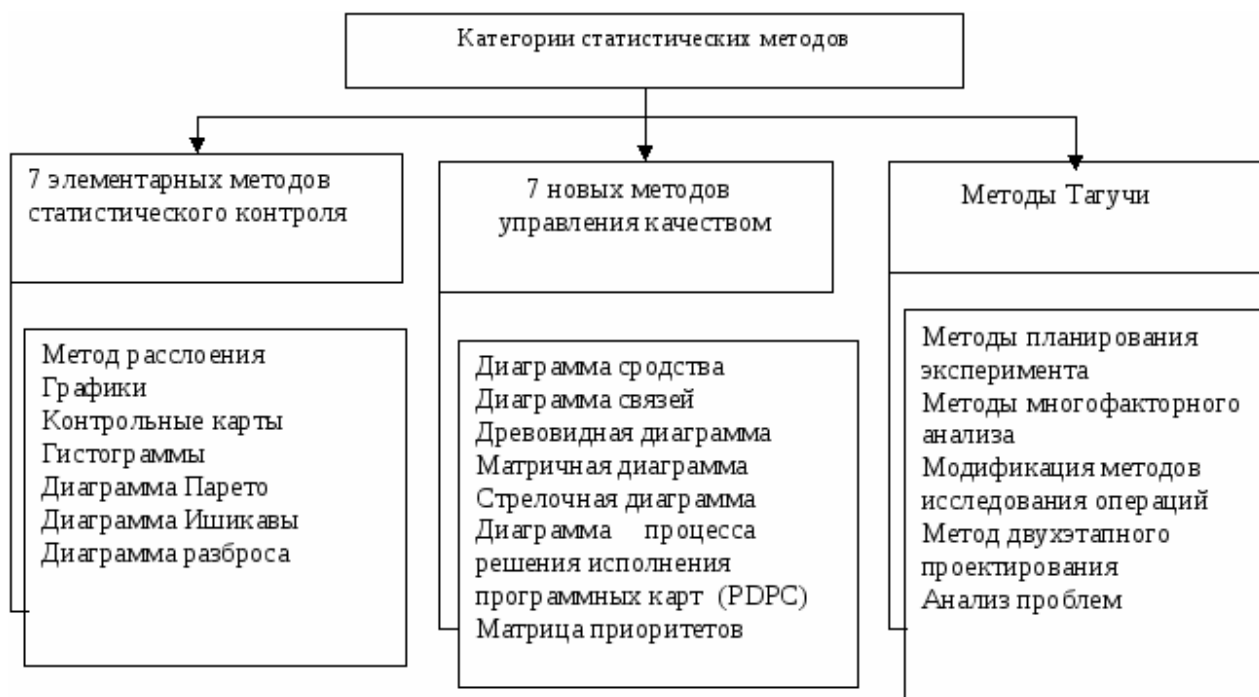 Категории статистических методов
7 элементарных методов
статистического контроля
Метод расслоения
Графики
Контрольные карты
Гистограммы
Диаграмма Парето
Диаграмма Ишикавы
Диаграмма разброса
7 новых методов
управления качеством
Диаграмма сродства
Диаграмма связей
Древовидная диаграмма
Матричная диаграмма
Стрелочная диаграмма
Диаграмма процесса
решения исполнения
программных карт (PDPC)
Матрица приоритетов
Методы Тагучи
Методы планирования
эксперимента
Методы многофакторного
анализа
Модификация методов
исследования операций
Метод двухэтапного
проектирования
Анализ проблем